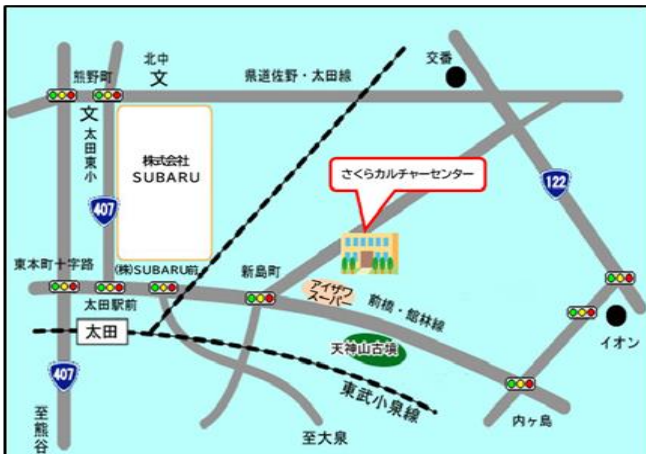 北中
文
県道佐野・太田線
交番
熊野町
文
太田東小
株式会社
SUBARU
さくらカルチャーセンター
407
122
東本町十字路
(株)SUBARU前
新島町
太田駅前
アイザワ
スーパー
前橋・館林線
太田
天神山古墳
イオン
407
東武小泉線
内ヶ島
至熊谷
至大泉